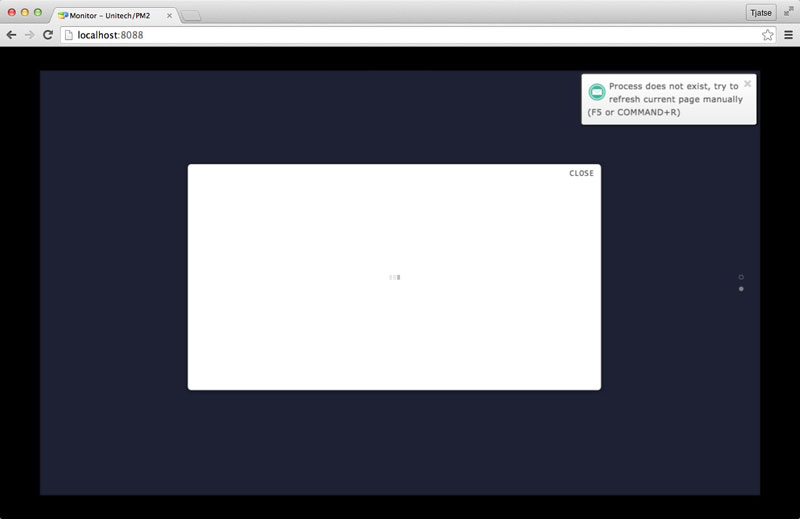 Monitor – Unitech/PM2
Tjatse
localhost:8088
Process does not exist, try to
refresh current page manually
(F5 or COMMAND+R)
CLOSE